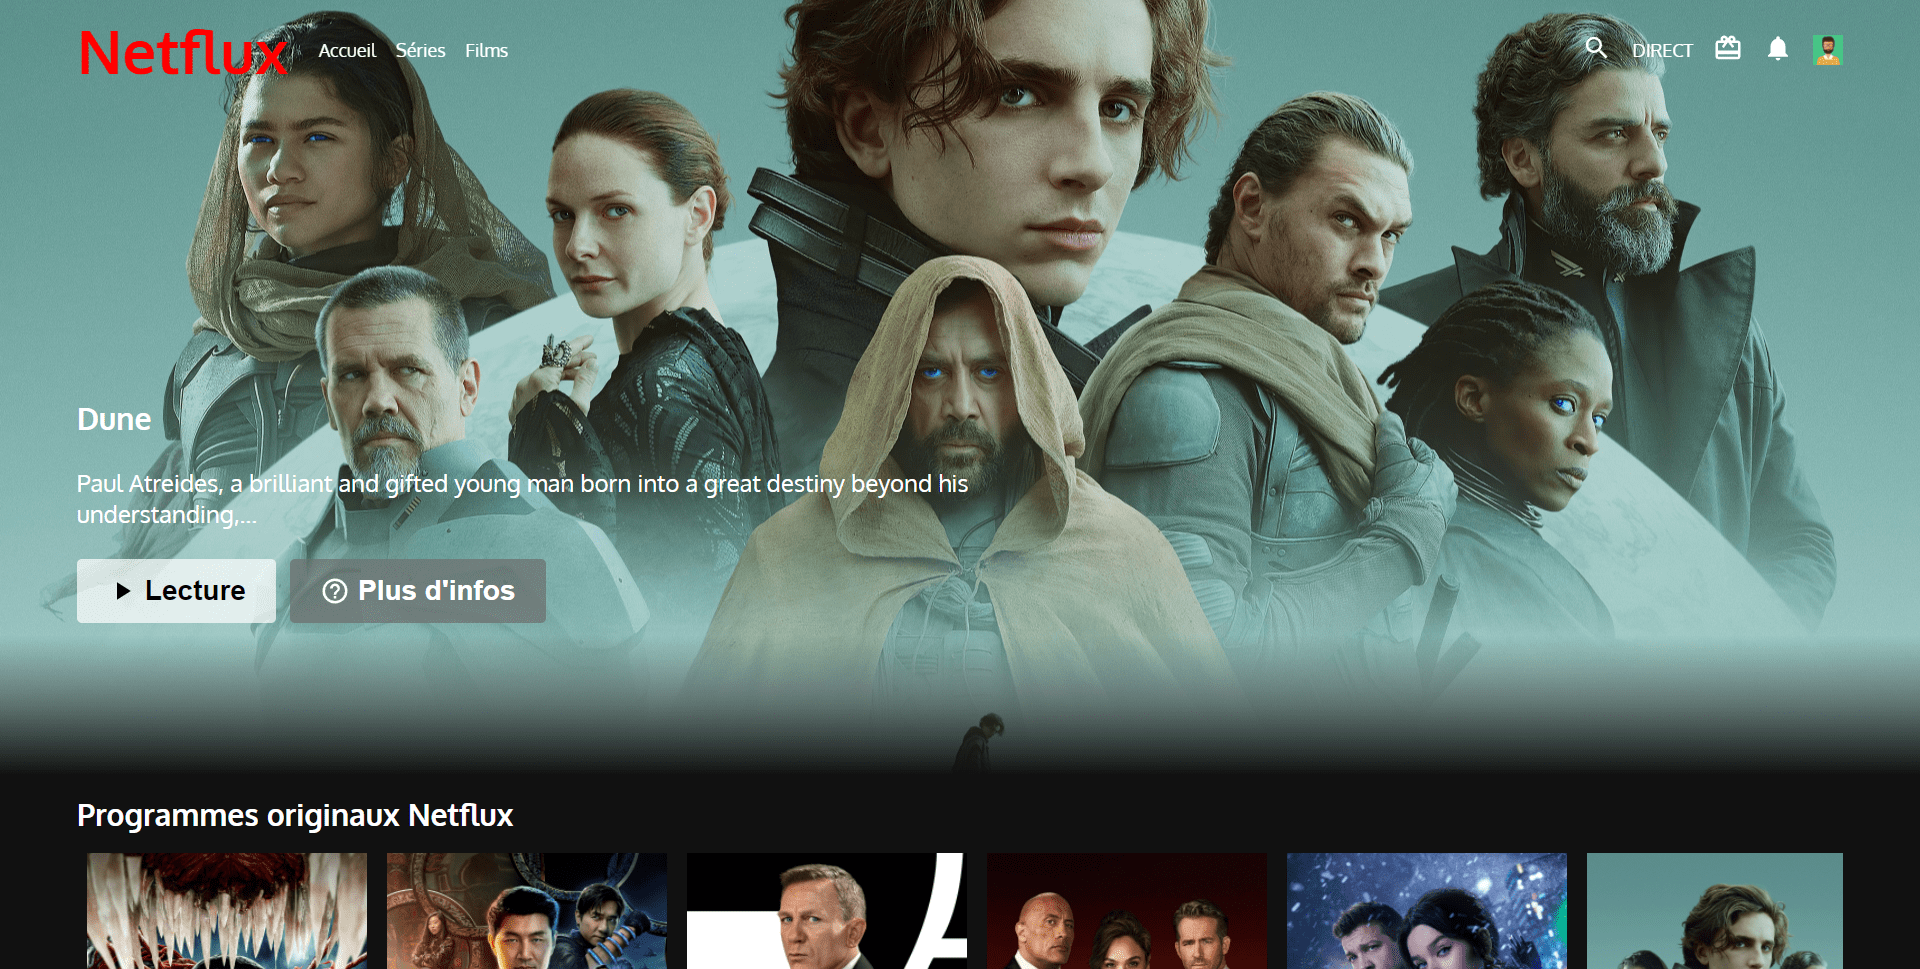 Netflux
Accueil Séries Films
DIRECT
Dune
Paul Atreides, a brilliant and gifted young man born into a great destiny beyond his
understanding,...
Lecture
Plus d'infos
Programmes originaux Netflux